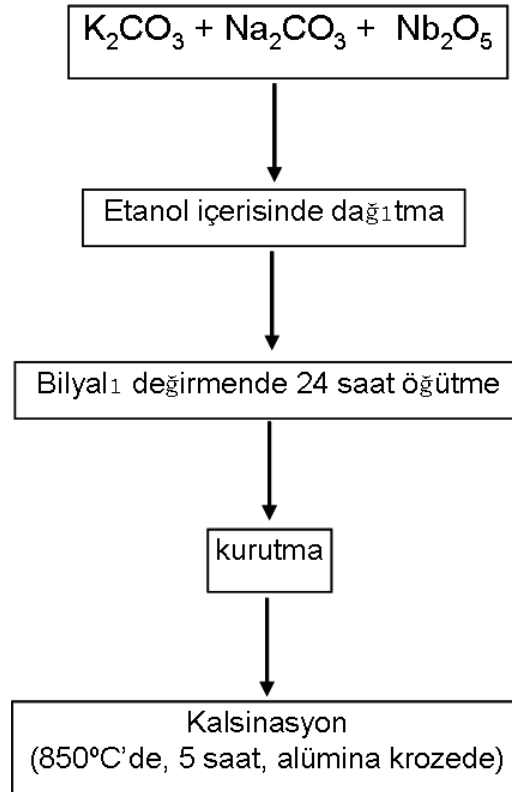 K₂CO₃ + Na₂CO₃ + Nb₂O₅
Etanol içerisinde dağıtma
Bilyalı değirmende 24 saat öğütme
kurutma
Kalsinasyon
(850ºC'de, 5 saat, alümina krozede)